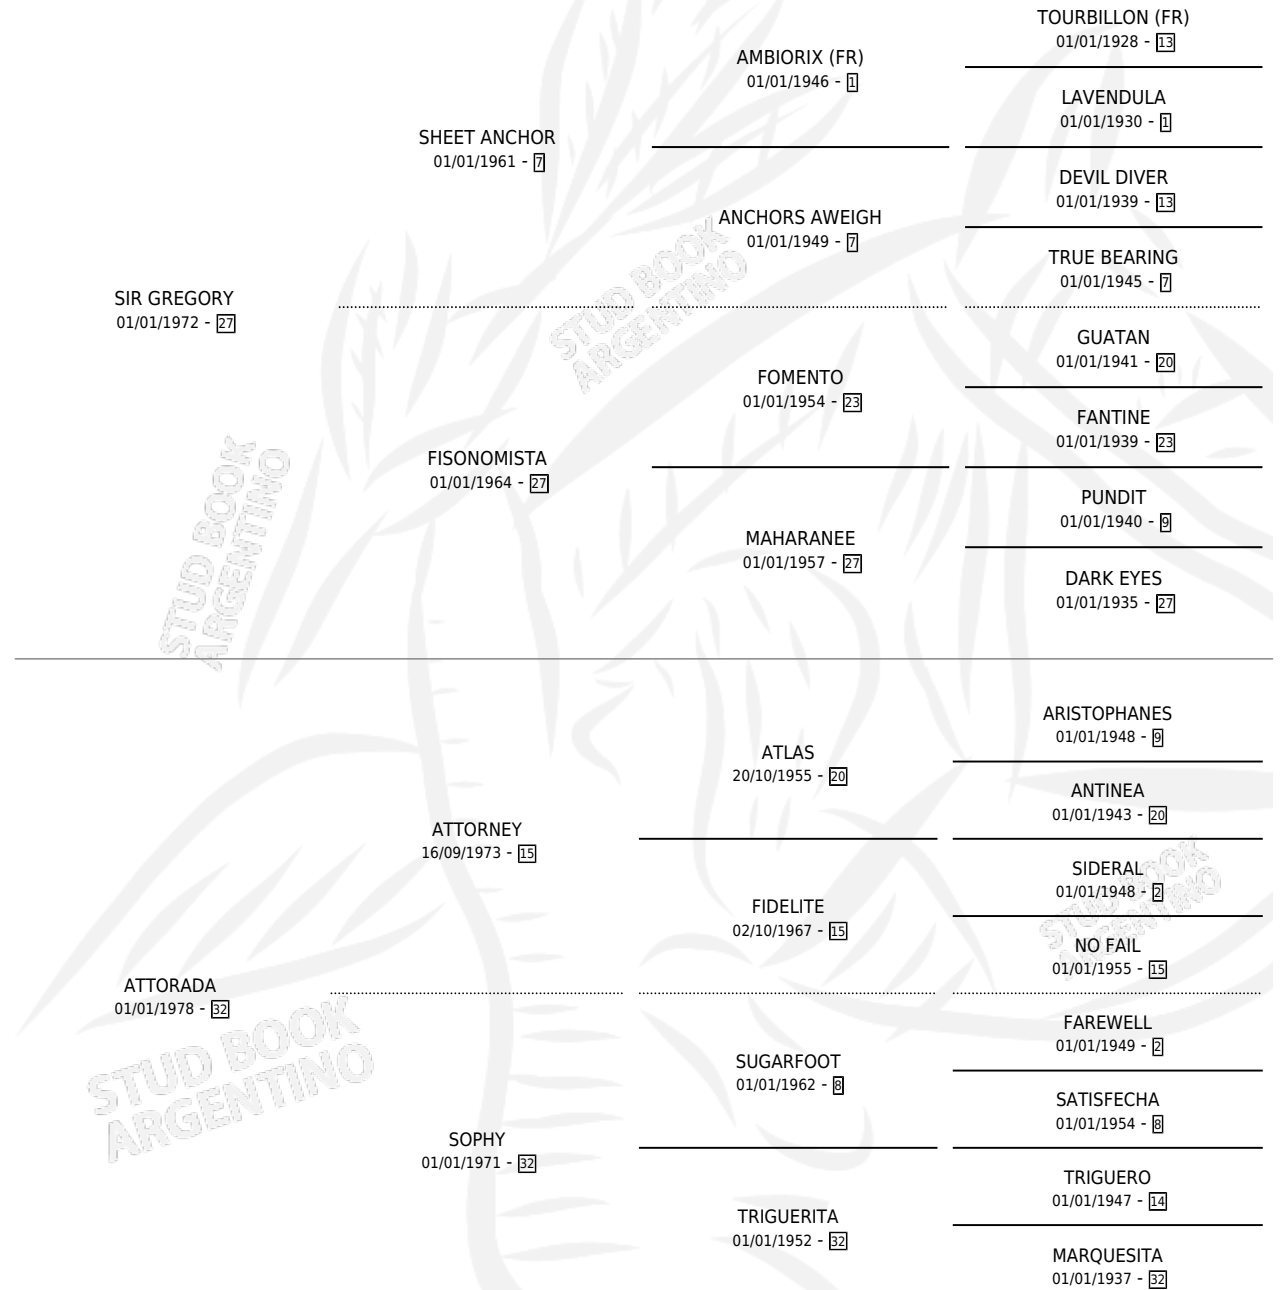 TOURBILLON (FR)
01/01/1928 - 13
AMBIORIX (FR)
01/01/1946 - 1
LAVENDULA
01/01/1930 - 1
SHEET ANCHOR
01/01/1961 - 7
DEVIL DIVER
01/01/1939 - 13
ANCHORS AWEIGH
01/01/1949 - 7
TRUE BEARING
01/01/1945 - 7
SIR GREGORY
01/01/1972 - 27
GUATAN
01/01/1941 - 20
FOMENTO
01/01/1954 - 23
FANTINE
01/01/1939 - 23
FISONOMISTA
01/01/1964 - 27
PUNDIT
01/01/1940 - 9
MAHARANEE
01/01/1957 - 27
DARK EYES
01/01/1935 - 27
ARISTOPHANES
01/01/1948 - 9
ATLAS
20/10/1955 - 20
ANTINEA
01/01/1943 - 20
ATTORNEY
16/09/1973 - 15
SIDERAL
01/01/1948 - 2
FIDELITE
02/10/1967 - 15
NO FAIL
01/01/1955 - 15
ATTORADA
01/01/1978 - 32
FAREWELL
01/01/1949 - 2
SUGARFOOT
01/01/1962 - 8
SATISFECHA
01/01/1954 - 8
SOPHY
01/01/1971 - 32
TRIGUERO
01/01/1947 - 14
TRIGUERITA
01/01/1952 - 32
MARQUESITA
01/01/1937 - 32
STUD BOOK
ARGENTINO
STUD BOOK
ARGENTINO
STUD BOOK
ARGENTINO
STUD BOOK
ARGENTINO